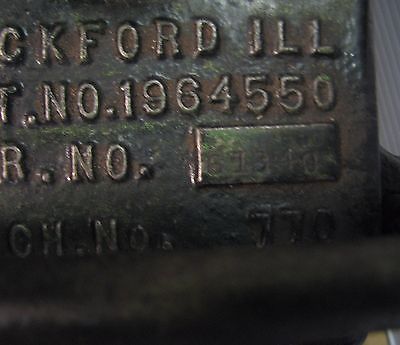 CKFORD ILL
T.NO.1964550
R.NO.
CH.No. 770